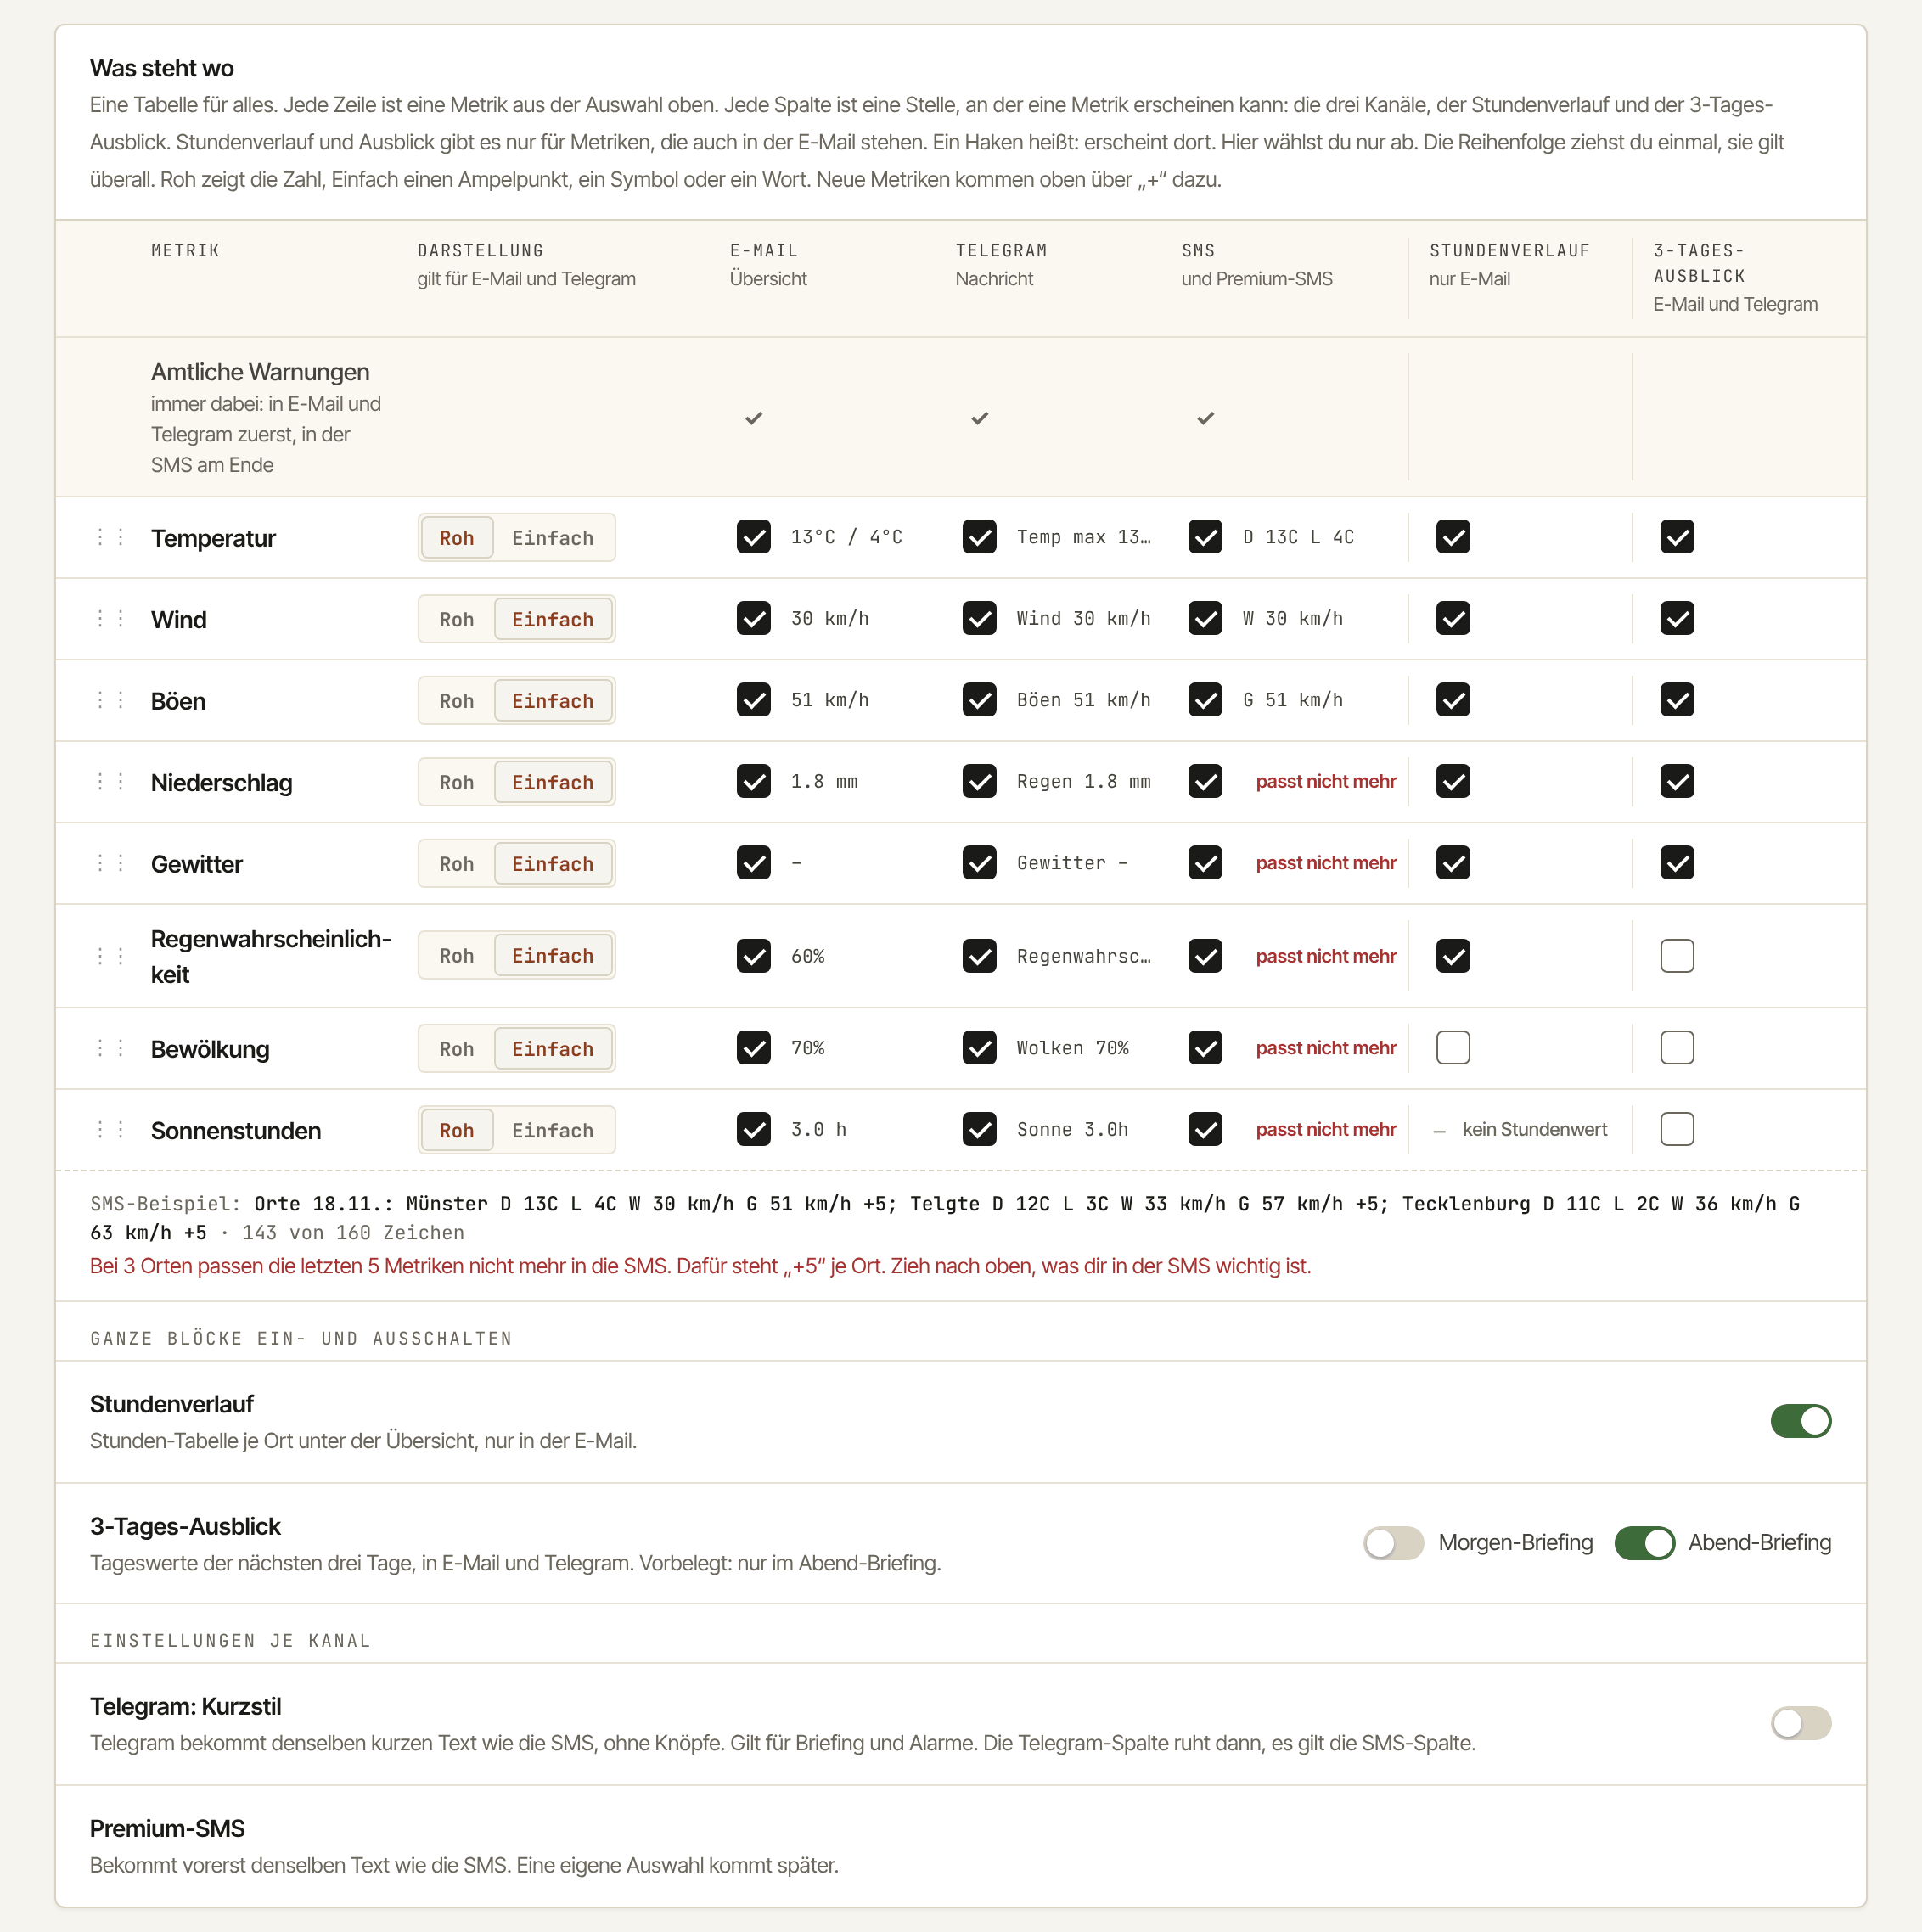 Was steht wo
Eine Tabelle für alles. Jede Zeile ist eine Metrik aus der Auswahl oben. Jede Spalte ist eine Stelle, an der eine Metrik erscheinen kann: die drei Kanäle, der Stundenverlauf und der 3-Tages-
Ausblick. Stundenverlauf und Ausblick gibt es nur für Metriken, die auch in der E-Mail stehen. Ein Haken heißt: erscheint dort. Hier wählst du nur ab. Die Reihenfolge ziehst du einmal, sie gilt
überall. Roh zeigt die Zahl, Einfach einen Ampelpunkt, ein Symbol oder ein Wort. Neue Metriken kommen oben über „+“ dazu.
METRIK DARSTELLUNG E-MAIL TELEGRAM SMS STUNDENVERLAUF 3-TAGES-
AUSBLICK
gilt für E-Mail und Telegram Übersicht Nachricht und Premium-SMS nur E-Mail E-Mail und Telegram
Amtliche Warnungen
immer dabei: in E-Mail und
Telegram zuerst, in der
SMS am Ende
Temperatur Roh Einfach 13°C / 4°C Temp max 13… D 13C L 4C
Wind Roh Einfach 30 km/h Wind 30 km/h W 30 km/h
Böen Roh Einfach 51 km/h Böen 51 km/h G 51 km/h
Niederschlag Roh Einfach 1.8 mm Regen 1.8 mm passt nicht mehr
Gewitter Roh Einfach – Gewitter – passt nicht mehr
Regenwahrscheinlich-
keit Roh Einfach 60% Regenwahrsc… passt nicht mehr
Bewölkung Roh Einfach 70% Wolken 70% passt nicht mehr
Sonnenstunden Roh Einfach 3.0 h Sonne 3.0h passt nicht mehr – kein Stundenwert
SMS-Beispiel: Orte 18.11.: Münster D 13C L 4C W 30 km/h G 51 km/h +5; Telgte D 12C L 3C W 33 km/h G 57 km/h +5; Tecklenburg D 11C L 2C W 36 km/h G
63 km/h +5 · 143 von 160 Zeichen
Bei 3 Orten passen die letzten 5 Metriken nicht mehr in die SMS. Dafür steht „+5“ je Ort. Zieh nach oben, was dir in der SMS wichtig ist.
GANZE BLÖCKE EIN- UND AUSSCHALTEN
Stundenverlauf
Stunden-Tabelle je Ort unter der Übersicht, nur in der E-Mail.
3-Tages-Ausblick
Tageswerte der nächsten drei Tage, in E-Mail und Telegram. Vorbelegt: nur im Abend-Briefing.
Morgen-Briefing Abend-Briefing
EINSTELLUNGEN JE KANAL
Telegram: Kurzstil
Telegram bekommt denselben kurzen Text wie die SMS, ohne Knöpfe. Gilt für Briefing und Alarme. Die Telegram-Spalte ruht dann, es gilt die SMS-Spalte.
Premium-SMS
Bekommt vorerst denselben Text wie die SMS. Eine eigene Auswahl kommt später.